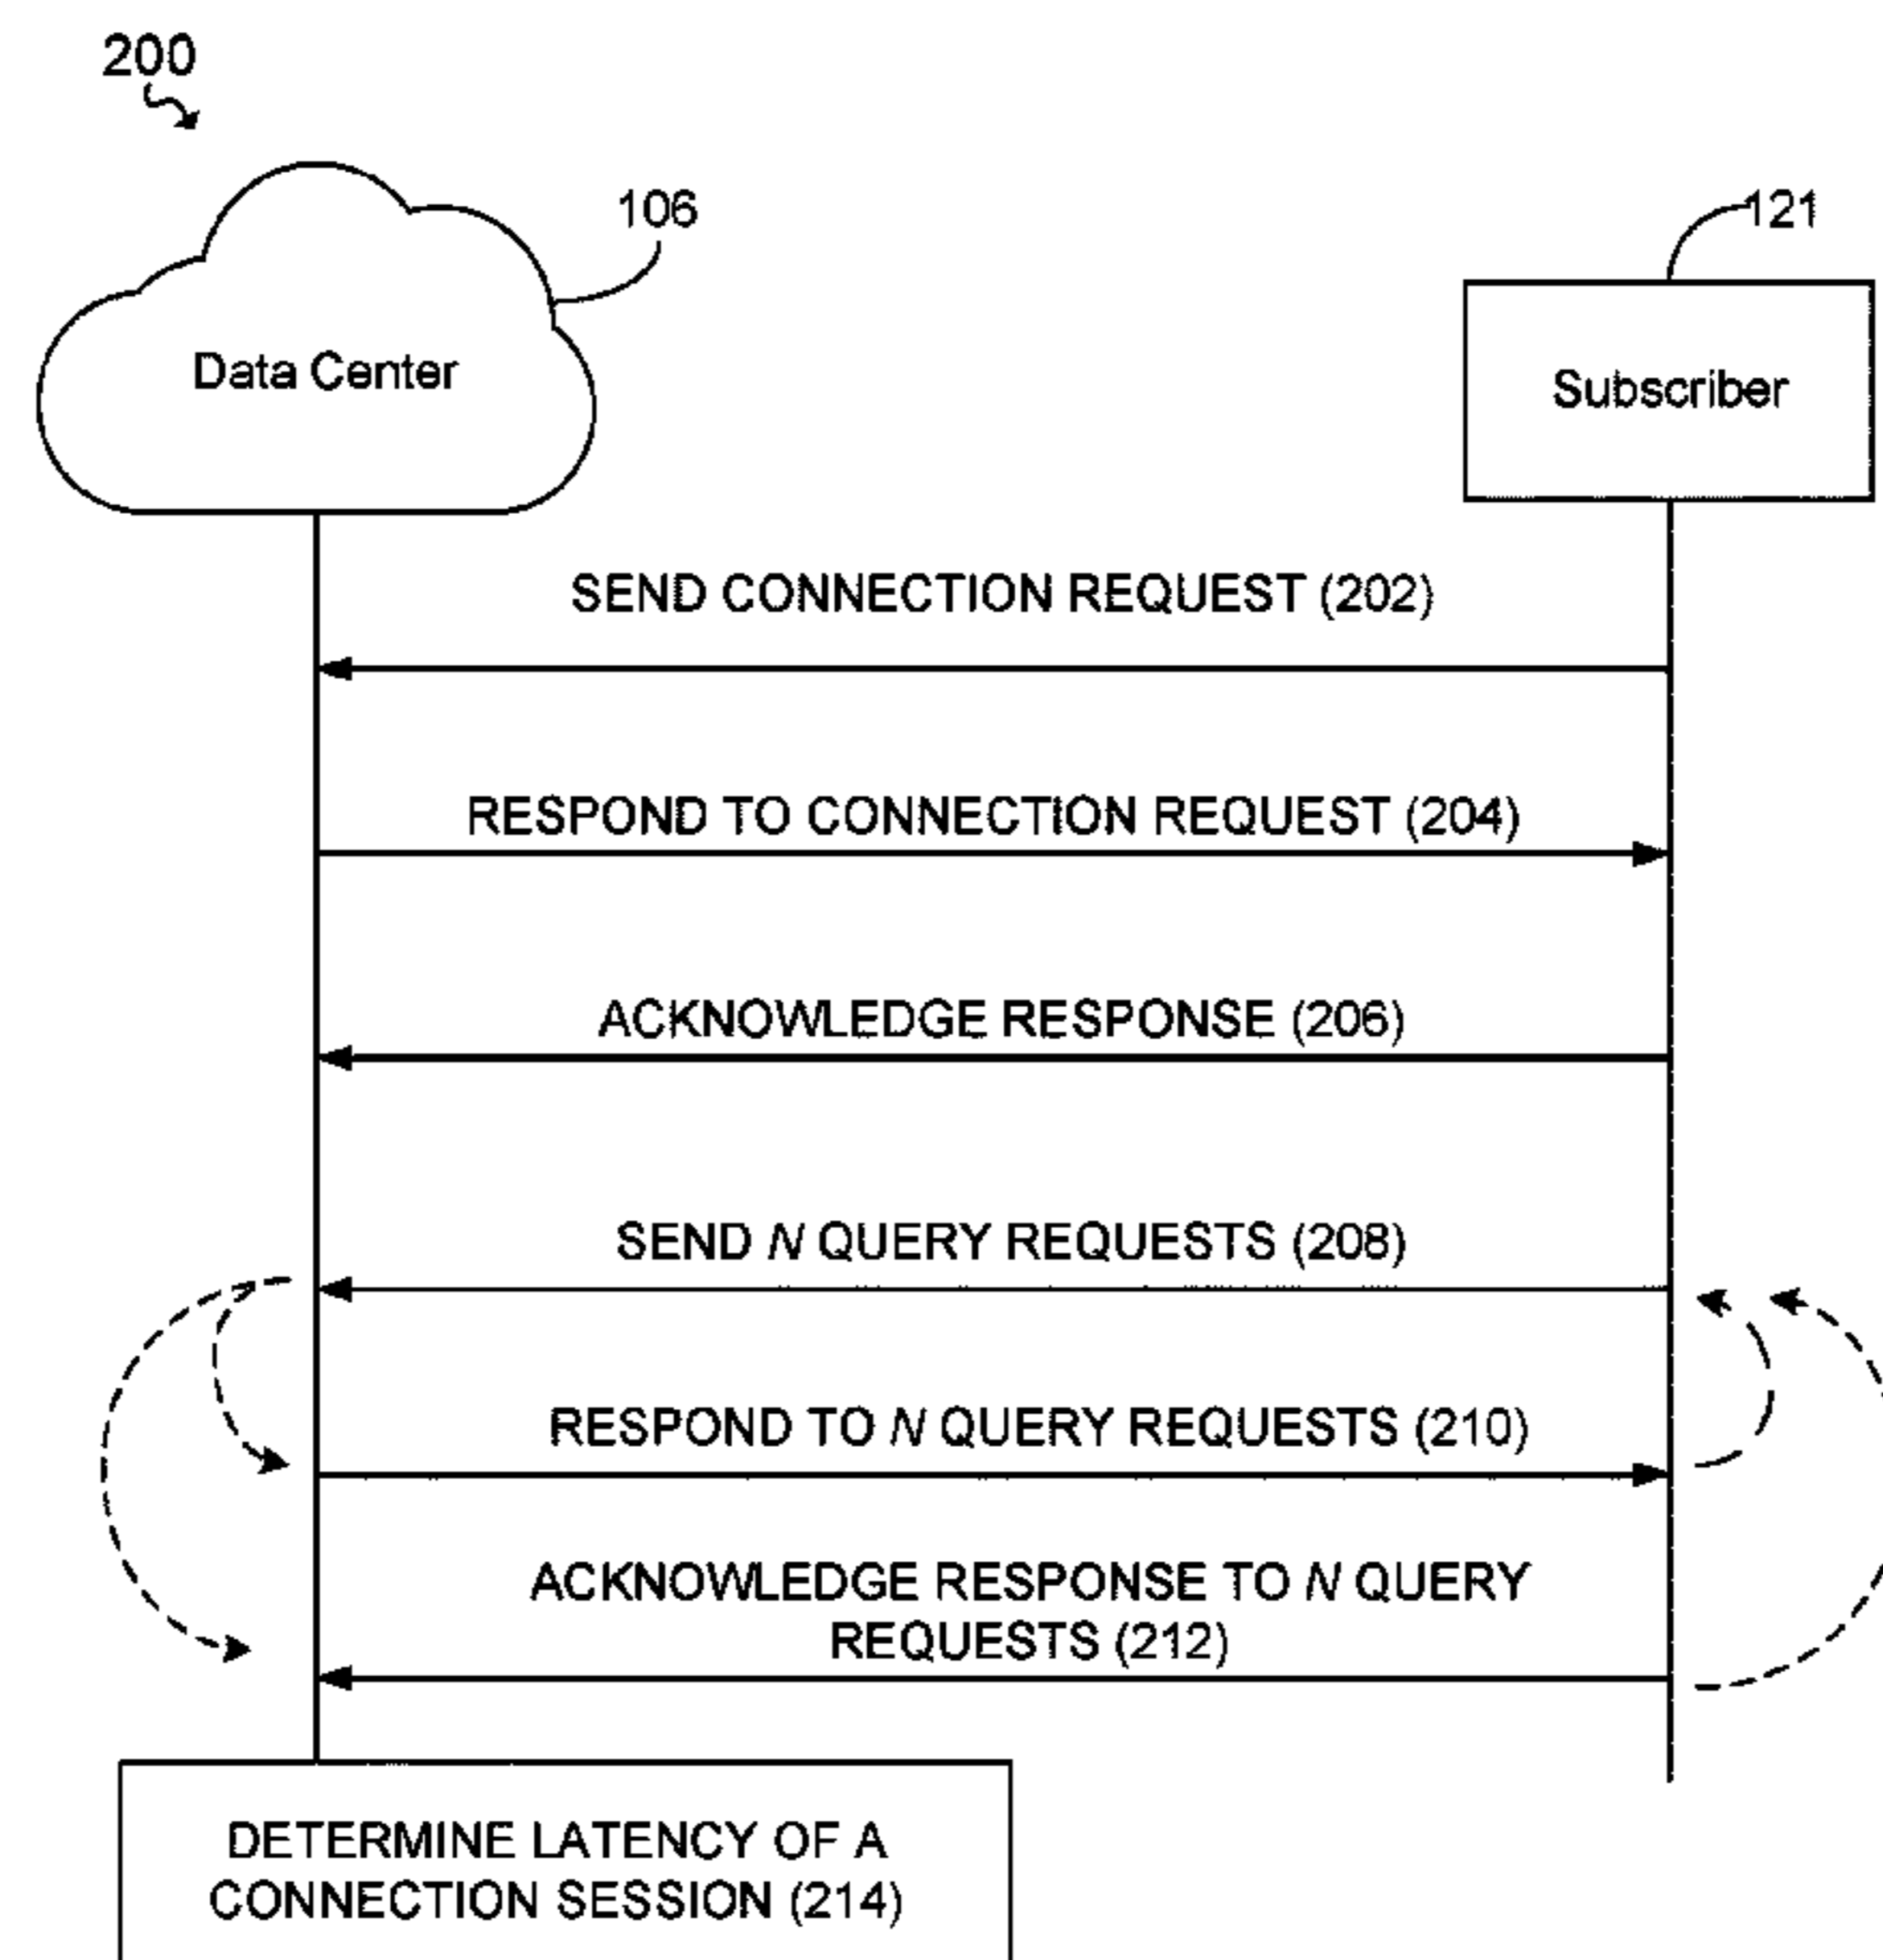 200
106
121
Data Center
Subscriber
SEND CONNECTION REQUEST (202)
RESPOND TO CONNECTION REQUEST (204)
ACKNOWLEDGE RESPONSE (206)
SEND N QUERY REQUESTS (208)
RESPOND TO N QUERY REQUESTS (210)
ACKNOWLEDGE RESPONSE TO N QUERY
REQUESTS (212)
DETERMINE LATENCY OF A
CONNECTION SESSION (214)